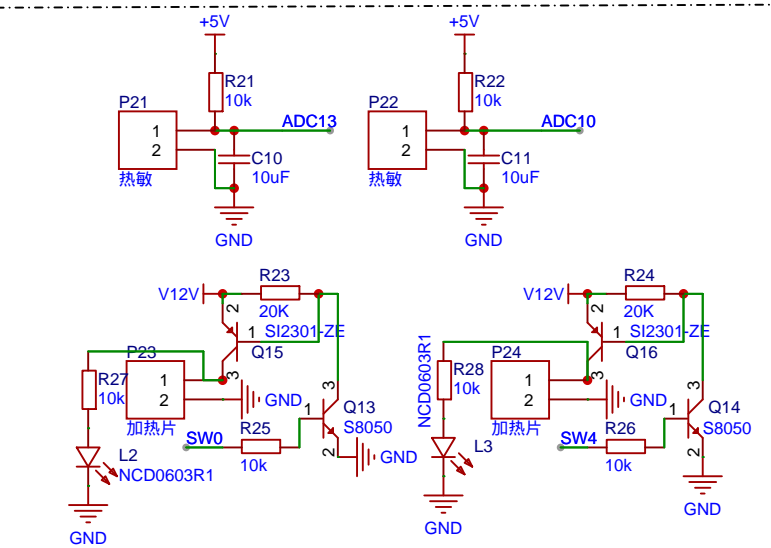 +5V
R21
10k
P21
1
2
热敏
ADC13
C10
10uF
GND
+5V
R22
10k
P22
1
2
热敏
ADC10
C11
10uF
GND
V12V
R23
20K
2
1
3
SI2301-ZE
Q15
P23
1
2
加热片
GND
R27
10k
L2
NCD0603R1
GND
SW0
R25
10k
3
1
2
Q13
S8050
GND
V12V
R24
20K
2
1
3
SI2301-ZE
Q16
P24
1
2
加热片
GND
NCD0603R1
R28
10k
L3
GND
SW4
R26
10k
3
1
2
Q14
S8050
GND